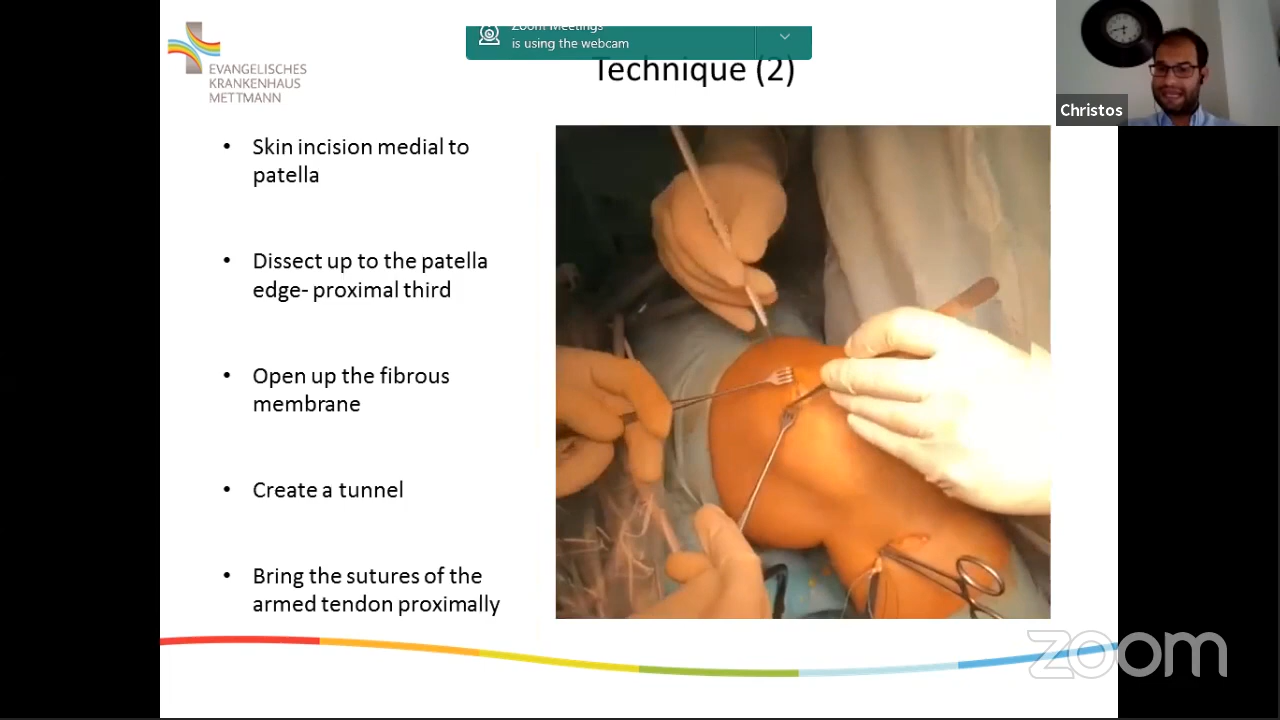 Zoom Meetings
is using the webcam
Technique (2)
EVANGELISCHES
KRANKENHAUS
METTMANN
Christos
• Skin incision medial to
patella
• Dissect up to the patella
edge- proximal third
• Open up the fibrous
membrane
• Create a tunnel
• Bring the sutures of the
armed tendon proximally
zoom